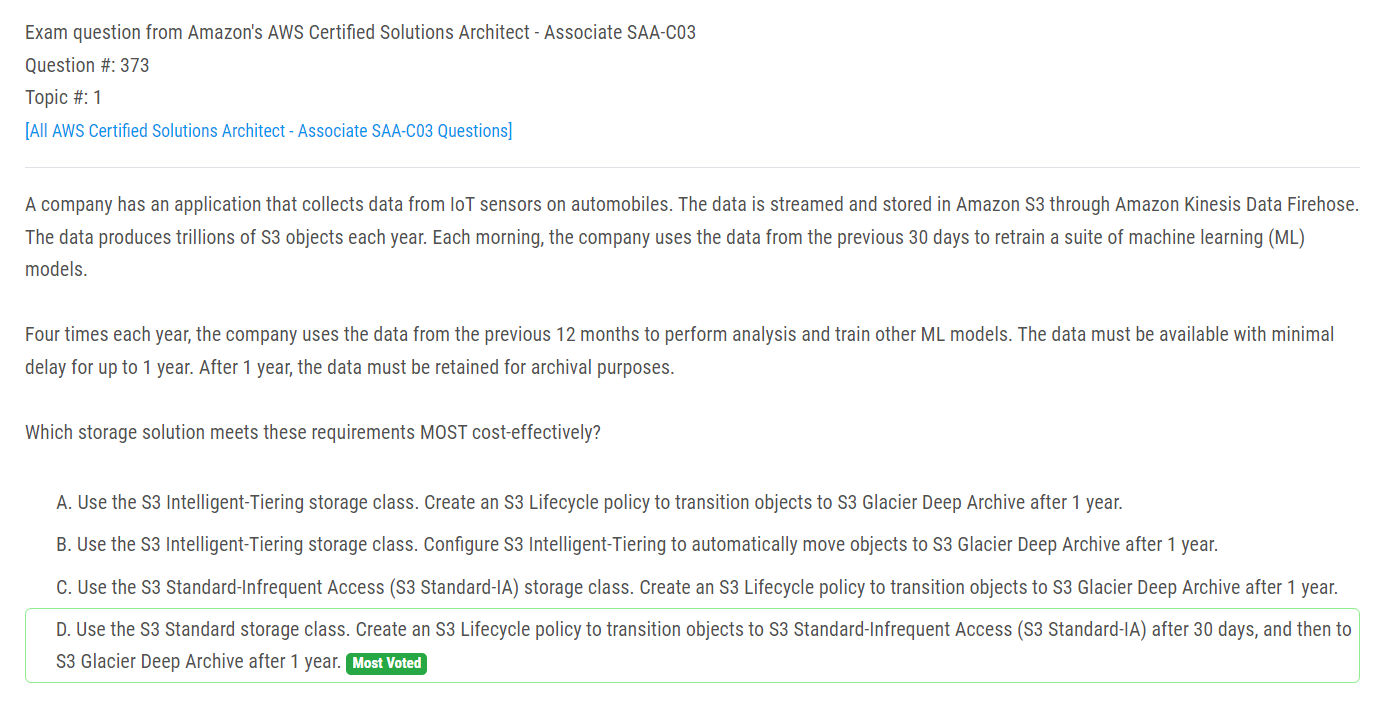 Exam question from Amazon's AWS Certified Solutions Architect - Associate SAA-C03
Question #: 373
Topic #: 1
[All AWS Certified Solutions Architect - Associate SAA-C03 Questions]
A company has an application that collects data from IoT sensors on automobiles. The data is streamed and stored in Amazon S3 through Amazon Kinesis Data Firehose.
The data produces trillions of S3 objects each year. Each morning, the company uses the data from the previous 30 days to retrain a suite of machine learning (ML)
models.
Four times each year, the company uses the data from the previous 12 months to perform analysis and train other ML models. The data must be available with minimal
delay for up to 1 year. After 1 year, the data must be retained for archival purposes.
Which storage solution meets these requirements MOST cost-effectively?
A. Use the S3 Intelligent-Tiering storage class. Create an S3 Lifecycle policy to transition objects to S3 Glacier Deep Archive after 1 year.
B. Use the S3 Intelligent-Tiering storage class. Configure S3 Intelligent-Tiering to automatically move objects to S3 Glacier Deep Archive after 1 year.
C. Use the S3 Standard-Infrequent Access (S3 Standard-IA) storage class. Create an S3 Lifecycle policy to transition objects to S3 Glacier Deep Archive after 1 year.
D. Use the S3 Standard storage class. Create an S3 Lifecycle policy to transition objects to S3 Standard-Infrequent Access (S3 Standard-IA) after 30 days, and then to
S3 Glacier Deep Archive after 1 year. Most Voted